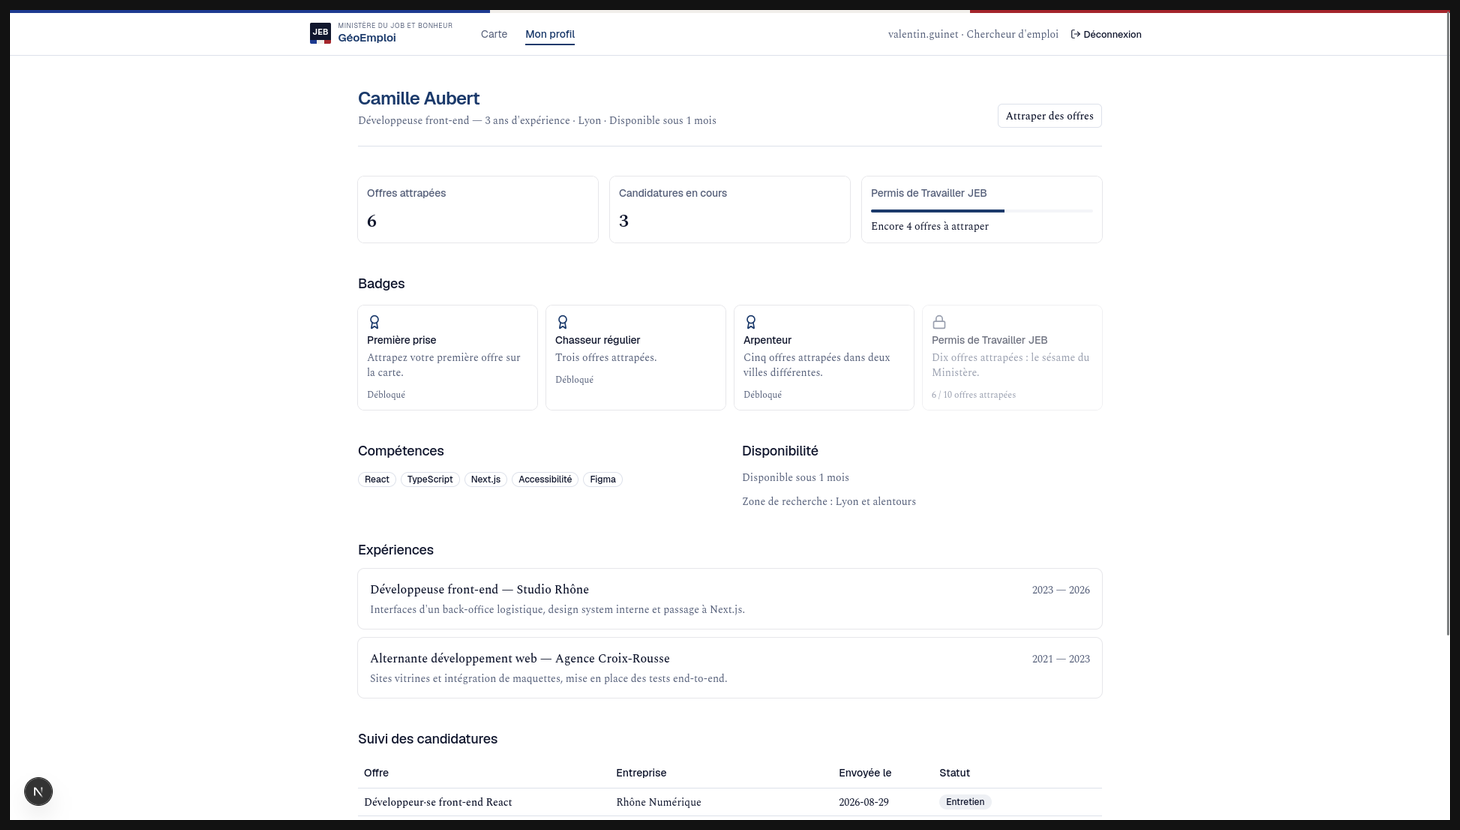 JEB
MINISTÈRE DU JOB ET BONHEUR
GéoEmploi
Carte
Mon profil
valentin.guinet · Chercheur d'emploi
Déconnexion
Camille Aubert
Développeuse front-end — 3 ans d'expérience · Lyon · Disponible sous 1 mois
Attraper des offres
Offres attrapées
6
Candidatures en cours
3
Permis de Travailler JEB
Encore 4 offres à attraper
Badges
Première prise
Attrapez votre première offre sur
la carte.
Débloqué
Chasseur régulier
Trois offres attrapées.
Débloqué
Arpenteur
Cinq offres attrapées dans deux
villes différentes.
Débloqué
Permis de Travailler JEB
Dix offres attrapées : le sésame du
Ministère.
6 / 10 offres attrapées
Compétences
React
TypeScript
Next.js
Accessibilité
Figma
Disponibilité
Disponible sous 1 mois
Zone de recherche : Lyon et alentours
Expériences
Développeuse front-end — Studio Rhône
2023 — 2026
Interfaces d'un back-office logistique, design system interne et passage à Next.js.
Alternante développement web — Agence Croix-Rousse
2021 — 2023
Sites vitrines et intégration de maquettes, mise en place des tests end-to-end.
Suivi des candidatures
Offre
Entreprise
Envoyée le
Statut
Développeur·se front-end React
Rhône Numérique
2026-08-29
Entretien
N